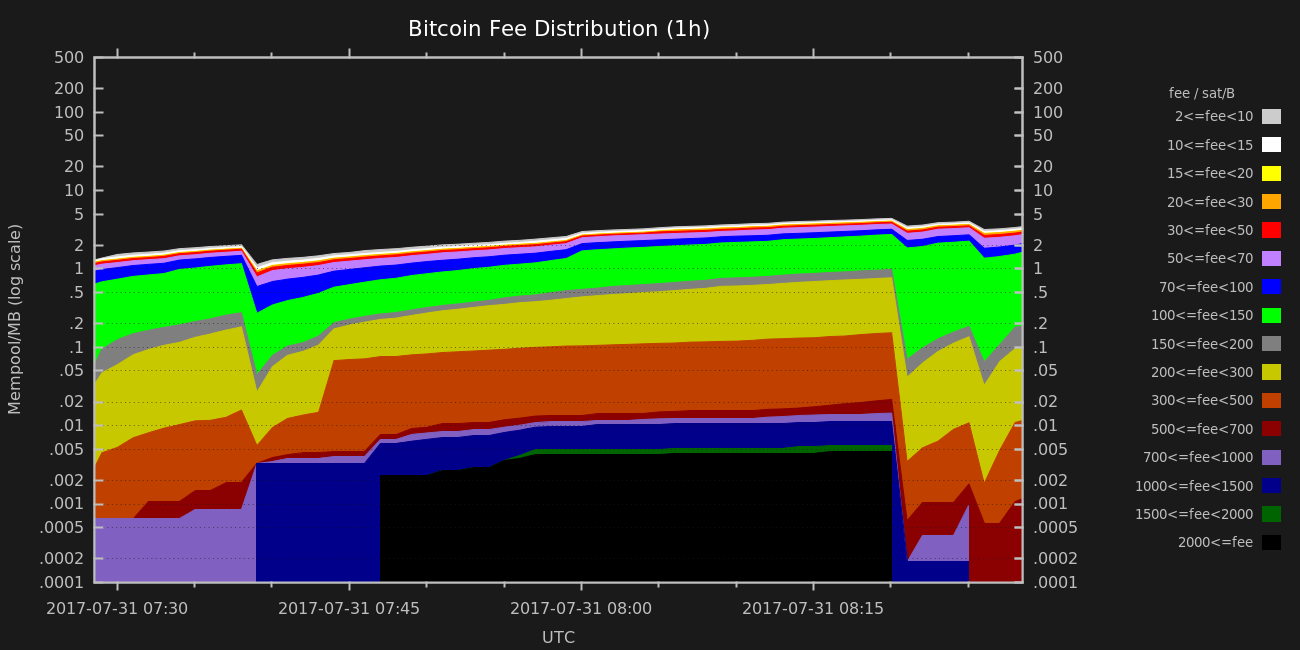 Bitcoin Fee Distribution (1h)
Mempool/MB (log scale)
500
200
100
50
20
10
5
2
1
.5
.2
.1
.05
.02
.01
.005
.002
.001
.0005
.0002
.0001
500
200
100
50
20
10
5
2
1
.5
.2
.1
.05
.02
.01
.005
.002
.001
.0005
.0002
.0001
2017-07-31 07:30
2017-07-31 07:45
2017-07-31 08:00
2017-07-31 08:15
UTC
fee / sat/B
2<=fee<10
10<=fee<15
15<=fee<20
20<=fee<30
30<=fee<50
50<=fee<70
70<=fee<100
100<=fee<150
150<=fee<200
200<=fee<300
300<=fee<500
500<=fee<700
700<=fee<1000
1000<=fee<1500
1500<=fee<2000
2000<=fee